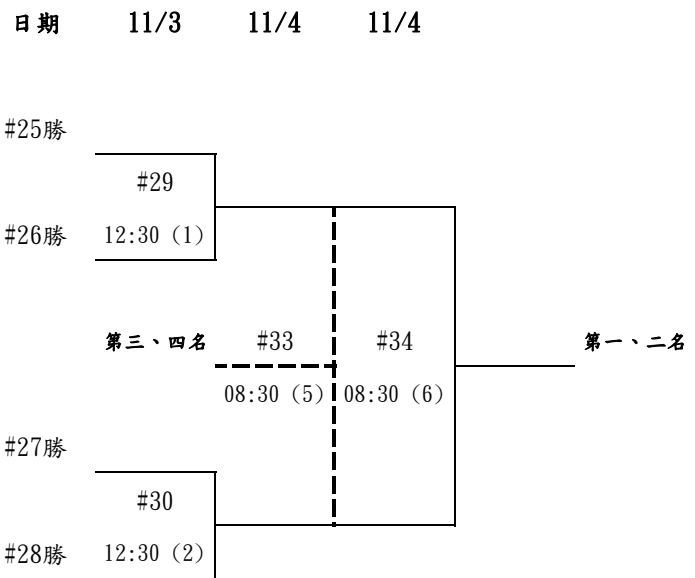 日期 11/3 11/4 11/4
#25勝
#29
#26勝 12:30 (1)
第三、四名 #33 #34 第一、二名
08:30 (5) 08:30 (6)
#27勝
#30
#28勝 12:30 (2)